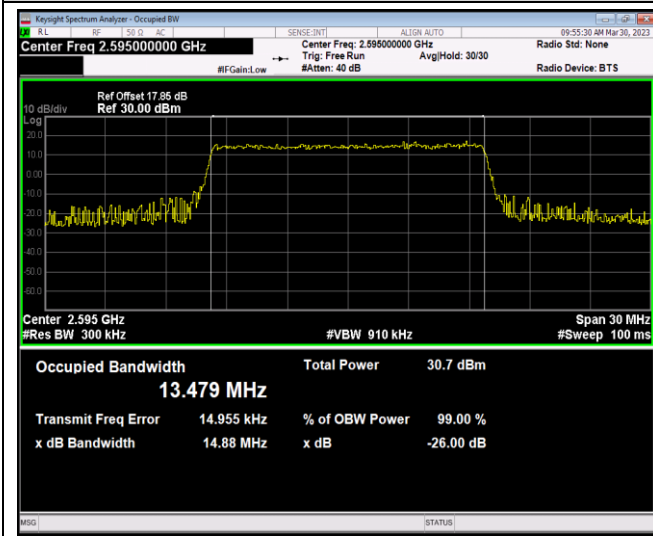 Keysight Spectrum Analyzer - Occupied BW
LXI RL RF 50 Ω AC SENSE:INT ALIGN AUTO 09:55:30 AM Mar 30, 2023
Center Freq 2.595000000 GHz Center Freq: 2.595000000 GHz Radio Std: None
Trig: Free Run Avg|Hold: 30/30
#IFGain:Low #Atten: 40 dB Radio Device: BTS
Ref Offset 17.85 dB
10 dB/div Ref 30.00 dBm
Log
20.0
10.0
0.00
-10.0
-20.0
-30.0
-40.0
-50.0
-60.0
Center 2.595 GHz Span 30 MHz
#Res BW 300 kHz #VBW 910 kHz #Sweep 100 ms
Occupied Bandwidth Total Power 30.7 dBm
13.479 MHz
Transmit Freq Error 14.955 kHz % of OBW Power 99.00 %
x dB Bandwidth 14.88 MHz x dB -26.00 dB
MSG STATUS